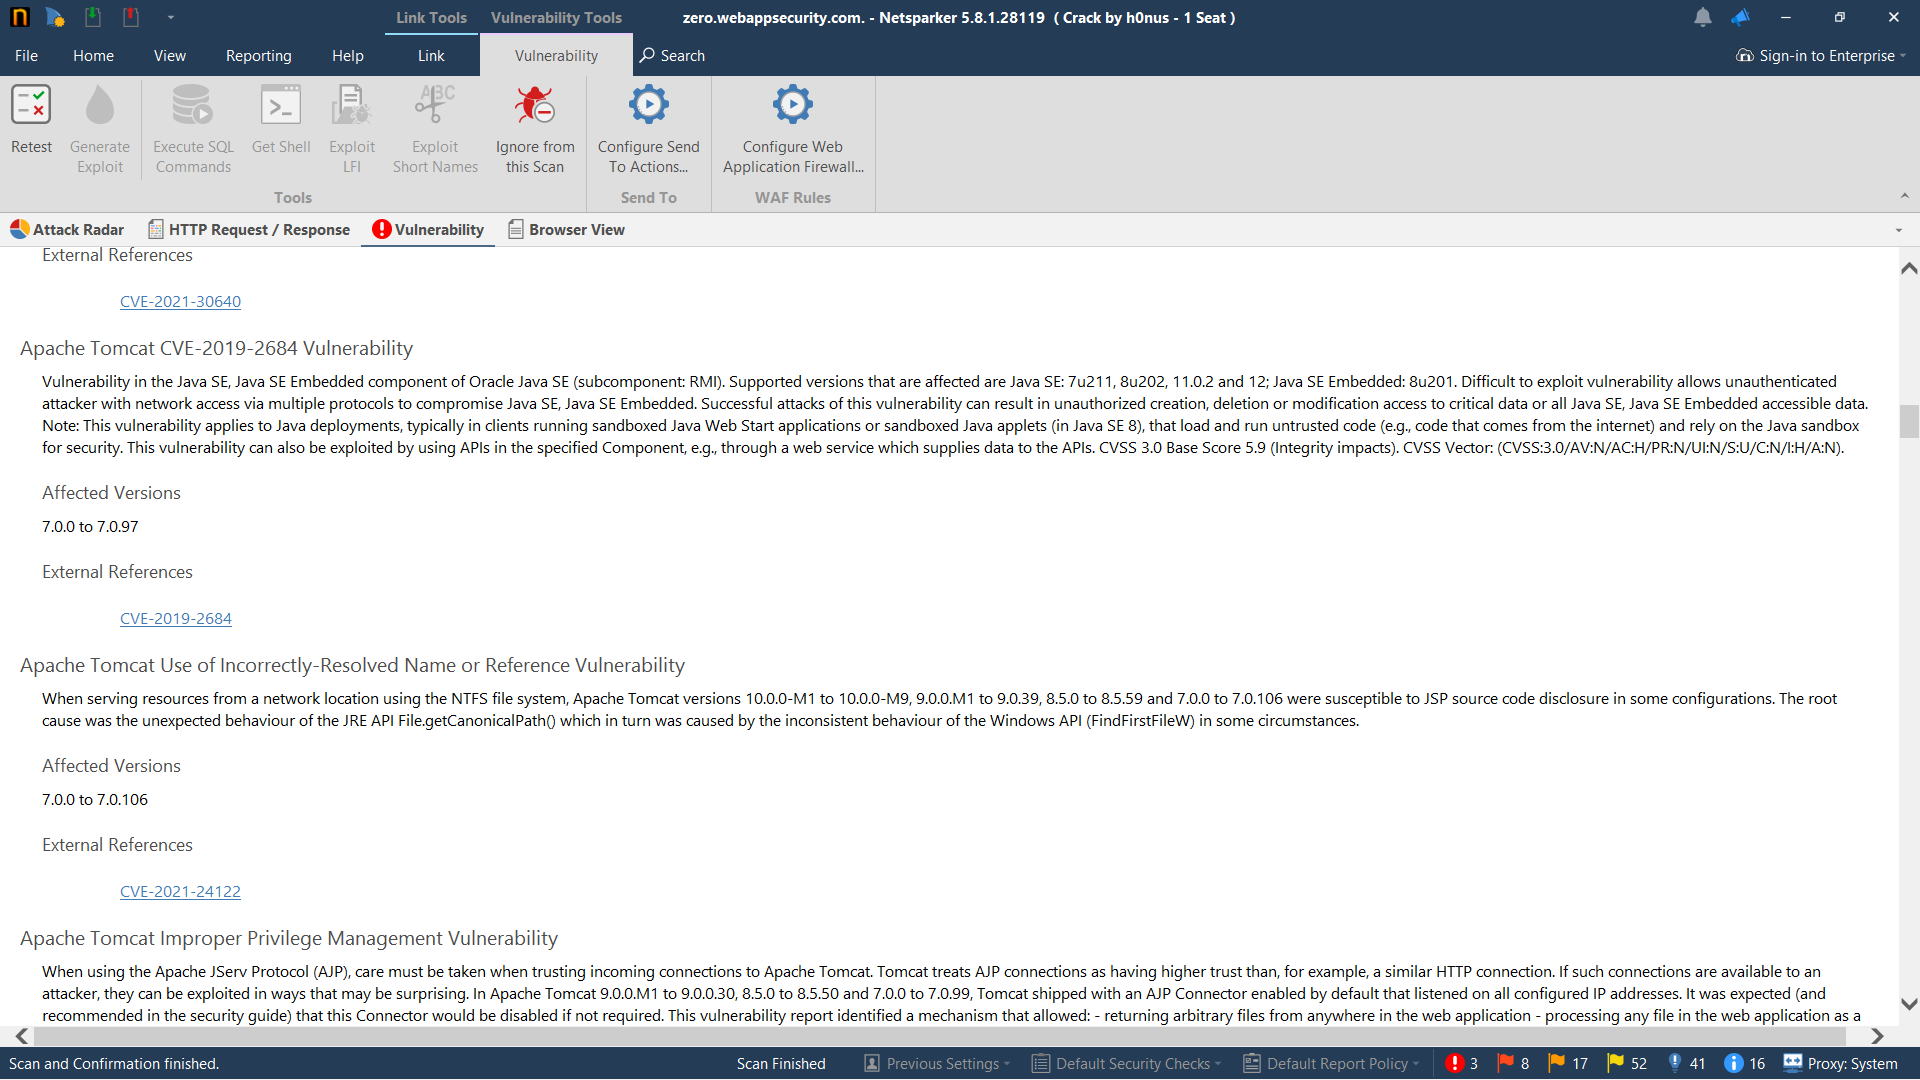 Link Tools Vulnerability Tools zero.webappsecurity.com. - Netsparker 5.8.1.28119 ( Crack by h0nus - 1 Seat )
File Home View Reporting Help Link Vulnerability Search Sign-in to Enterprise
Retest Generate Exploit Execute SQL Commands Get Shell Exploit LFI Exploit Short Names Ignore from this Scan Configure Send To Actions... Configure Web Application Firewall...
Tools Send To WAF Rules
Attack Radar HTTP Request / Response Vulnerability Browser View
External References
CVE-2021-30640
Apache Tomcat CVE-2019-2684 Vulnerability
Vulnerability in the Java SE, Java SE Embedded component of Oracle Java SE (subcomponent: RMI). Supported versions that are affected are Java SE: 7u211, 8u202, 11.0.2 and 12; Java SE Embedded: 8u201. Difficult to exploit vulnerability allows unauthenticated
attacker with network access via multiple protocols to compromise Java SE, Java SE Embedded. Successful attacks of this vulnerability can result in unauthorized creation, deletion or modification access to critical data or all Java SE, Java SE Embedded accessible data.
Note: This vulnerability applies to Java deployments, typically in clients running sandboxed Java Web Start applications or sandboxed Java applets (in Java SE 8), that load and run untrusted code (e.g., code that comes from the internet) and rely on the Java sandbox
for security. This vulnerability can also be exploited by using APIs in the specified Component, e.g., through a web service which supplies data to the APIs. CVSS 3.0 Base Score 5.9 (Integrity impacts). CVSS Vector: (CVSS:3.0/AV:N/AC:H/PR:N/UI:N/S:U/C:N/I:H/A:N).
Affected Versions
7.0.0 to 7.0.97
External References
CVE-2019-2684
Apache Tomcat Use of Incorrectly-Resolved Name or Reference Vulnerability
When serving resources from a network location using the NTFS file system, Apache Tomcat versions 10.0.0-M1 to 10.0.0-M9, 9.0.0.M1 to 9.0.39, 8.5.0 to 8.5.59 and 7.0.0 to 7.0.106 were susceptible to JSP source code disclosure in some configurations. The root
cause was the unexpected behaviour of the JRE API File.getCanonicalPath() which in turn was caused by the inconsistent behaviour of the Windows API (FindFirstFileW) in some circumstances.
Affected Versions
7.0.0 to 7.0.106
External References
CVE-2021-24122
Apache Tomcat Improper Privilege Management Vulnerability
When using the Apache JServ Protocol (AJP), care must be taken when trusting incoming connections to Apache Tomcat. Tomcat treats AJP connections as having higher trust than, for example, a similar HTTP connection. If such connections are available to an
attacker, they can be exploited in ways that may be surprising. In Apache Tomcat 9.0.0.M1 to 9.0.0.30, 8.5.0 to 8.5.50 and 7.0.0 to 7.0.99, Tomcat shipped with an AJP Connector enabled by default that listened on all configured IP addresses. It was expected (and
recommended in the security guide) that this Connector would be disabled if not required. This vulnerability report identified a mechanism that allowed: - returning arbitrary files from anywhere in the web application - processing any file in the web application as a
Scan and Confirmation finished. Scan Finished Previous Settings Default Security Checks Default Report Policy 3 8 17 52 41 16 Proxy: System